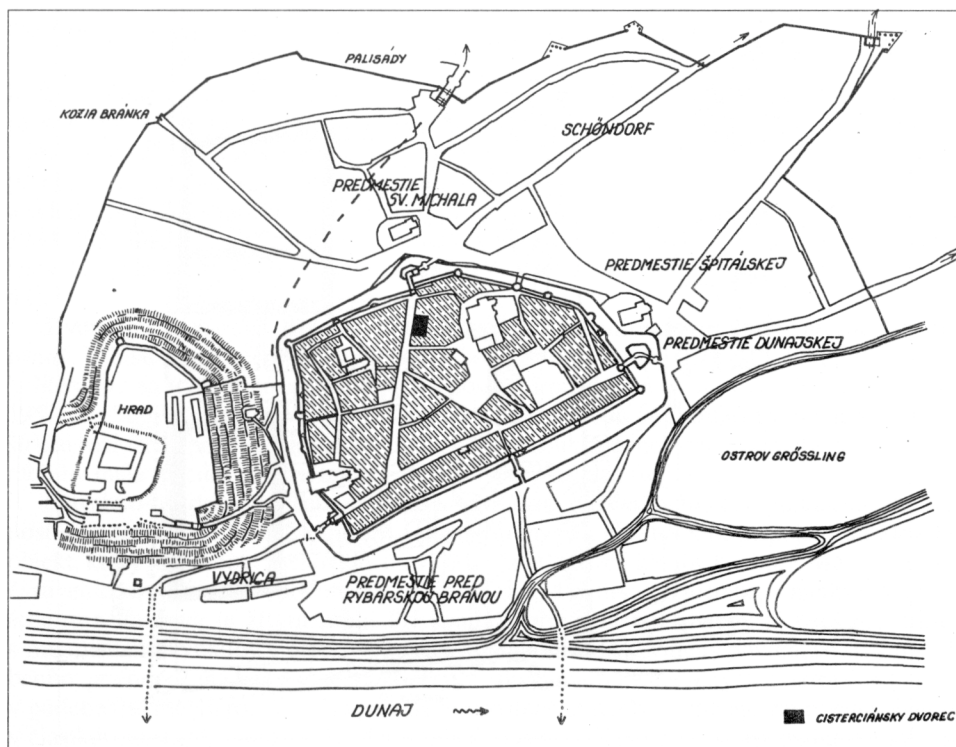 PALISÁDY
KOZIA BRÁNKA
SCHÖNDORF
PREDMESTIE
SV. MICHALA
PREDMESTIE ŠPITÁLSKEJ
PREDMESTIE DUNAJSKEJ
HRAD
OSTROV GRÖSSLING
VYDRICA
PREDMESTIE PRED
RYBÁRSKOU BRÁNOU
DUNAJ
CISTERCIÁNSKY DVOREC